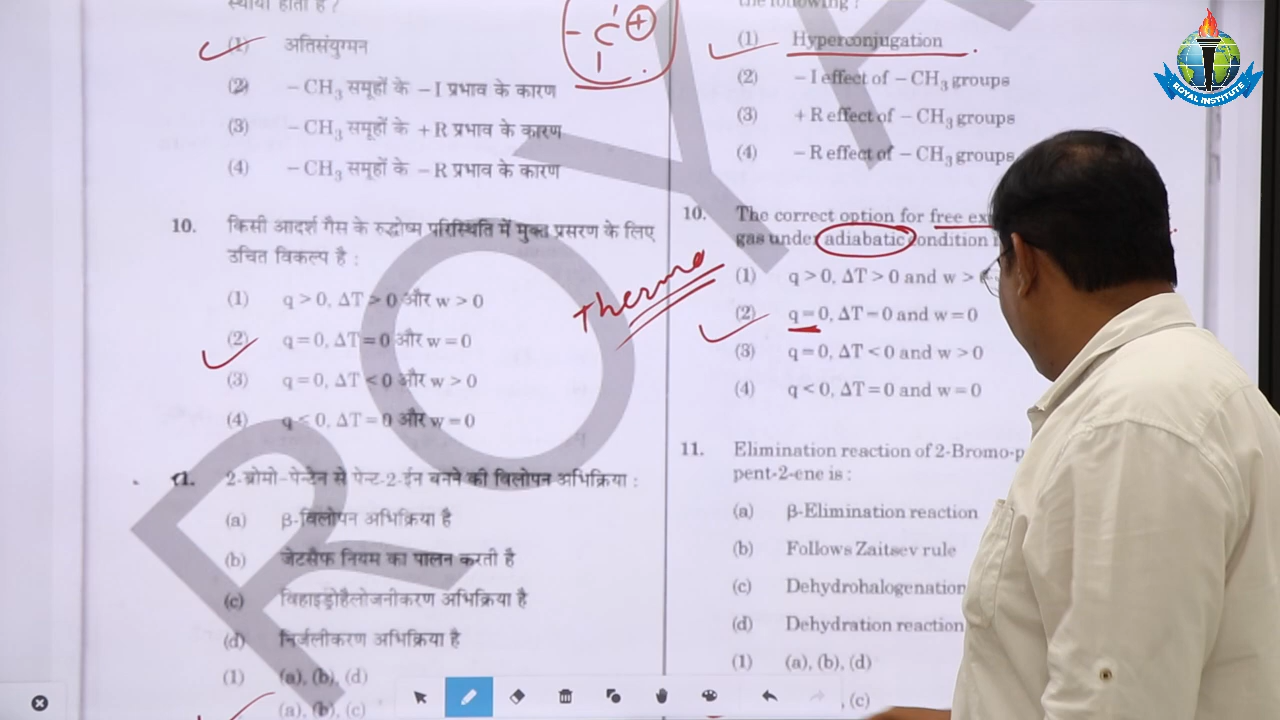 स्थायी होता है ?
(1) अतिसंयुग्मन
(2) －CH3 समूहों के －I प्रभाव के कारण
(3) －CH3 समूहों के ＋R प्रभाव के कारण
(4) －CH3 समूहों के －R प्रभाव के कारण
10. किसी आदर्श गैस के रुद्धोष्म परिस्थिति में मुक्त प्रसरण के लिए
उचित विकल्प है :
(1) q > 0, ΔT > 0 और w > 0
(2) q = 0, ΔT = 0 और w = 0
(3) q = 0, ΔT < 0 और w > 0
(4) q < 0, ΔT = 0 और w = 0
11. 2-ब्रोमो-पेन्टेन से पेन्ट-2-ईन बनने की विलोपन अभिक्रिया :
(a) β-विलोपन अभिक्रिया है
(b) जेटसैफ नियम का पालन करती है
(c) विहाइड्रोहैलोजनीकरण अभिक्रिया है
(d) निर्जलीकरण अभिक्रिया है
(1) (a), (b), (d)
(a), (b), (c)
C +
Thermo
the following :
(1) Hyperconjugation
(2) － I effect of － CH3 groups
(3) + R effect of － CH3 groups
(4) － R effect of － CH3 groups
10. The correct option for free ex
gas under adiabatic condition i
(1) q > 0, ΔT > 0 and w >
(2) q = 0, ΔT = 0 and w = 0
(3) q = 0, ΔT < 0 and w > 0
(4) q < 0, ΔT = 0 and w = 0
11. Elimination reaction of 2-Bromo-p
pent-2-ene is :
(a) β-Elimination reaction
(b) Follows Zaitsev rule
(c) Dehydrohalogenation
(d) Dehydration reaction
(1) (a), (b), (d)
, (c)
ROYA
ROYAL INSTITUTE